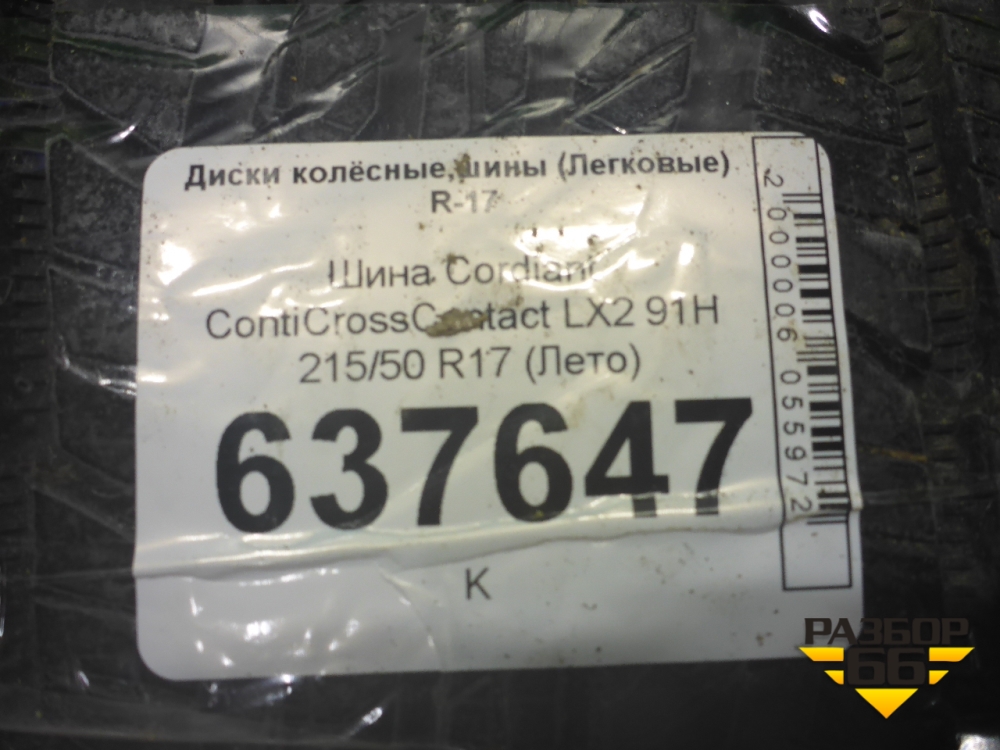 Диски колёсные,шины (Легковые)
R-17
Шина Cordiant
ContiCrossContact LX2 91H
215/50 R17 (Лето)
637647
К
2000006055972
РАЗБОР
66